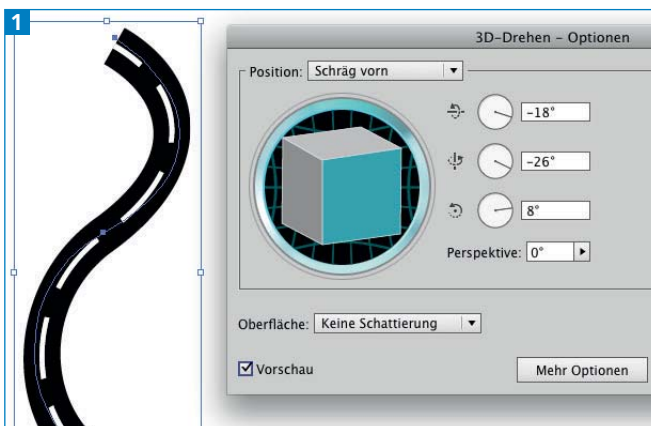 1
3D-Drehen – Optionen
Position: Schräg vorn
-18°
-26°
8°
Perspektive: 0°
Oberfläche: Keine Schattierung
Vorschau
Mehr Optionen